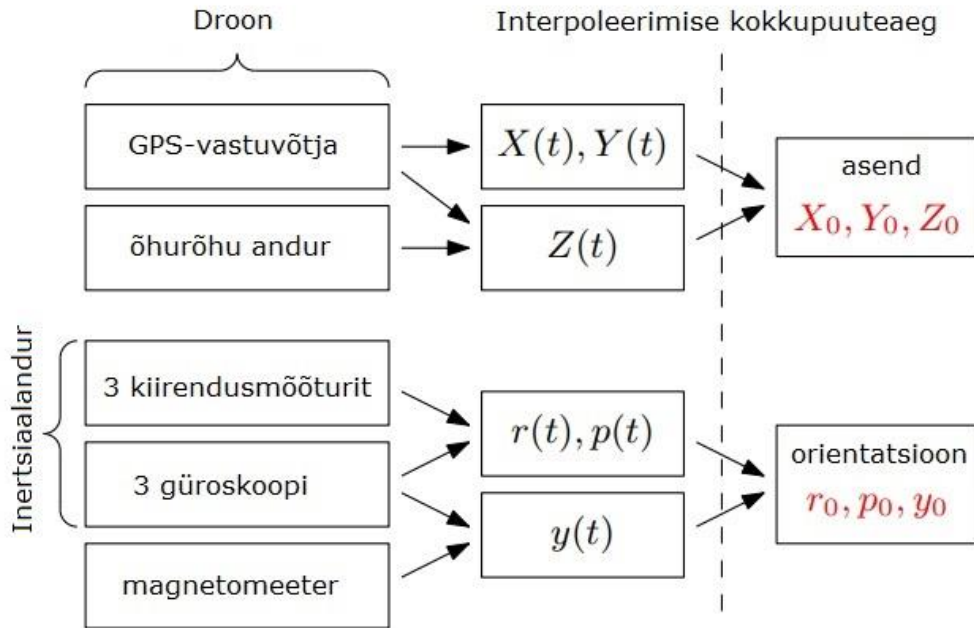 Droon
Interpoleerimise kokkupuuteaeg
GPS-vastuvõtja
X(t), Y(t)
asend
X₀, Y₀, Z₀
õhurõhu andur
Z(t)
Inertsiaalandur
3 kiirendusmõõturit
r(t), p(t)
3 güroskoopi
orientatsioon
r₀, p₀, y₀
y(t)
magnetomeeter